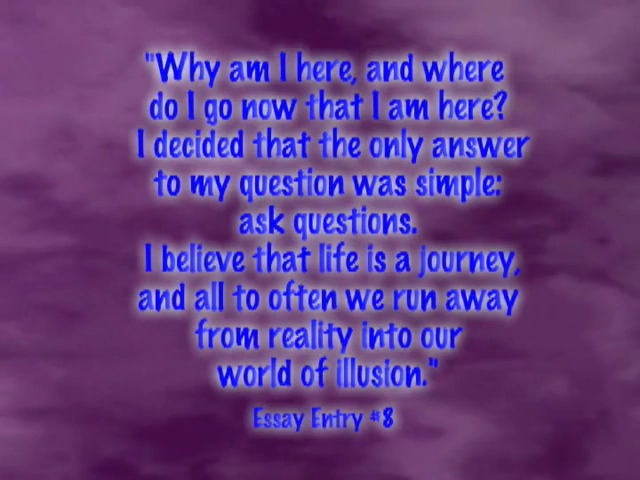 "Why am I here, and where
do I go now that I am here?
I decided that the only answer
to my question was simple:
ask questions.
I believe that life is a journey,
and all to often we run away
from reality into our
world of illusion."
Essay Entry #8